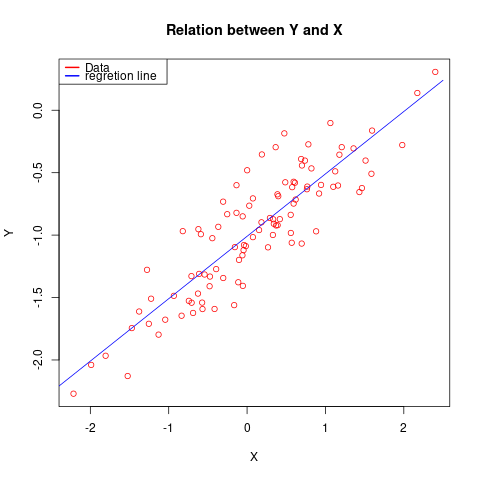 Relation between Y and X
Data
regretion line
0.0
-0.5
-1.0
-1.5
-2.0
Y
-2 -1 0 1 2
X